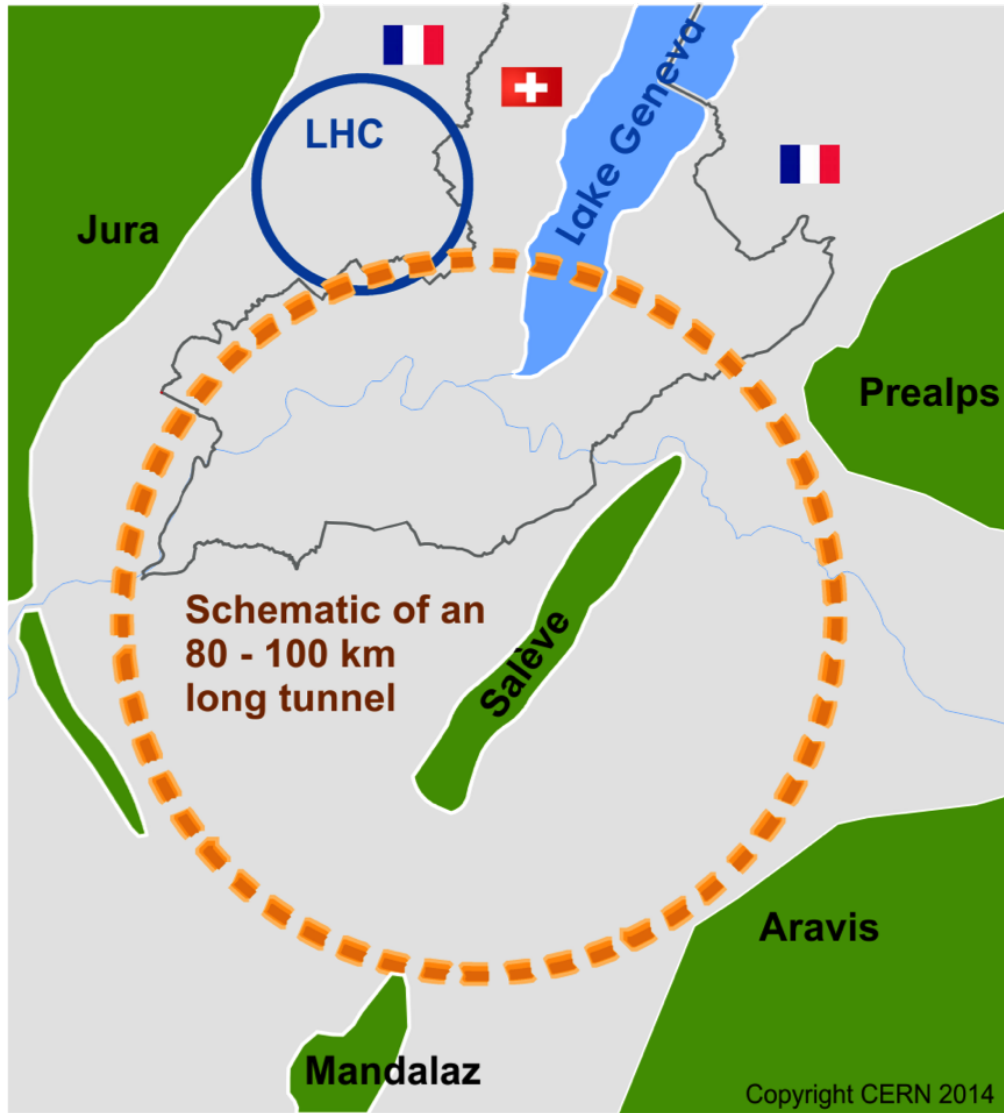 LHC
Lake Geneva
Jura
Prealps
Schematic of an
80 - 100 km
long tunnel
Salève
Aravis
Mandalaz
Copyright CERN 2014